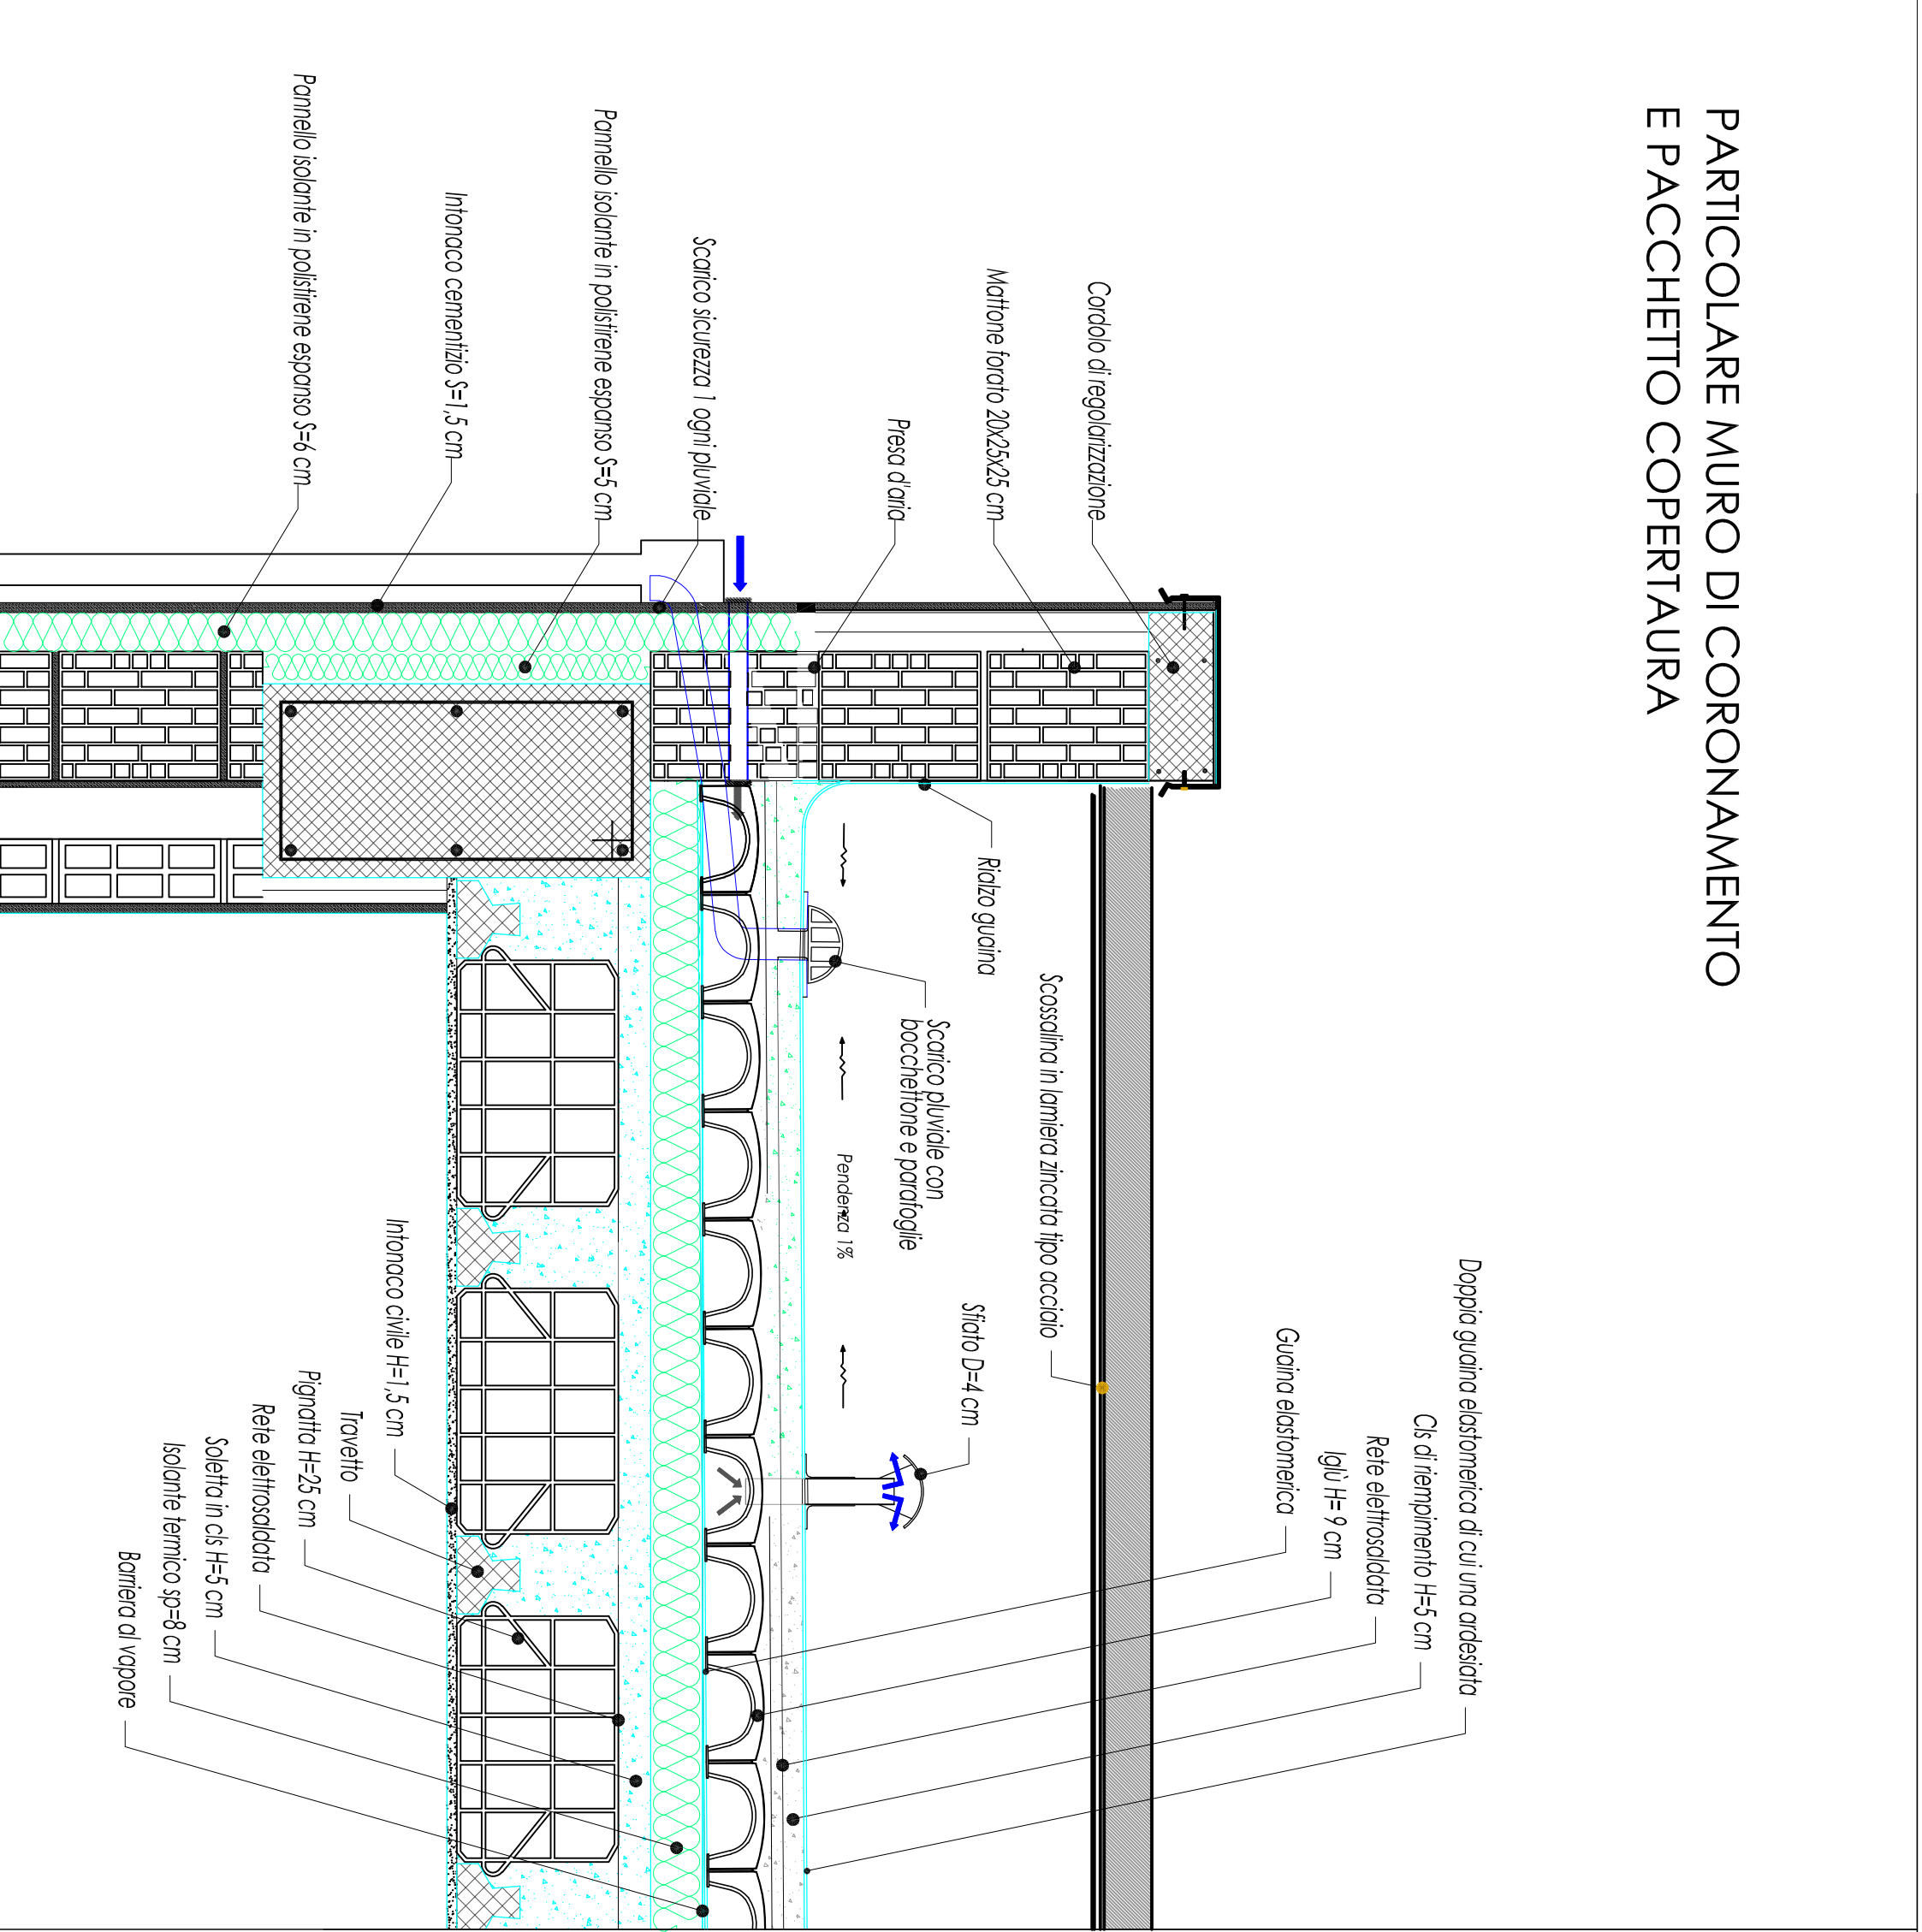 PARTICOLARE MURO DI CORRONAMENTO
E PACCHETTO COPERTAURA
Doppia guaina elastomerica di cui una ardesiata
Cls di riempimento H=5 cm
Rete elettrosaldata
Iglù H= 9 cm
Guaina elastomerica
Cordolo di regolarizzazione
Scossalina in lamiera zincata tipo acciaio
Mattone forato 20x25x25 cm
Rialzo guaina
Sfiato D=4 cm
Scarico pluviale con
bocchettone e parafoglie
Presa d'aria
Pendenza 1%
Scarico sicurezza 1 ogni pluviale
Pannello isolante in polistirene espanso S=5 cm
Intonaco cementizio S=1,5 cm
Pannello isolante in polistirene espanso S=6 cm
Intonaco civile H=1,5 cm
Travetto
Pignatta H=25 cm
Rete elettrosaldata
Soletta in cls H=5 cm
Isolante termico sp=8 cm
Barriera al vapore